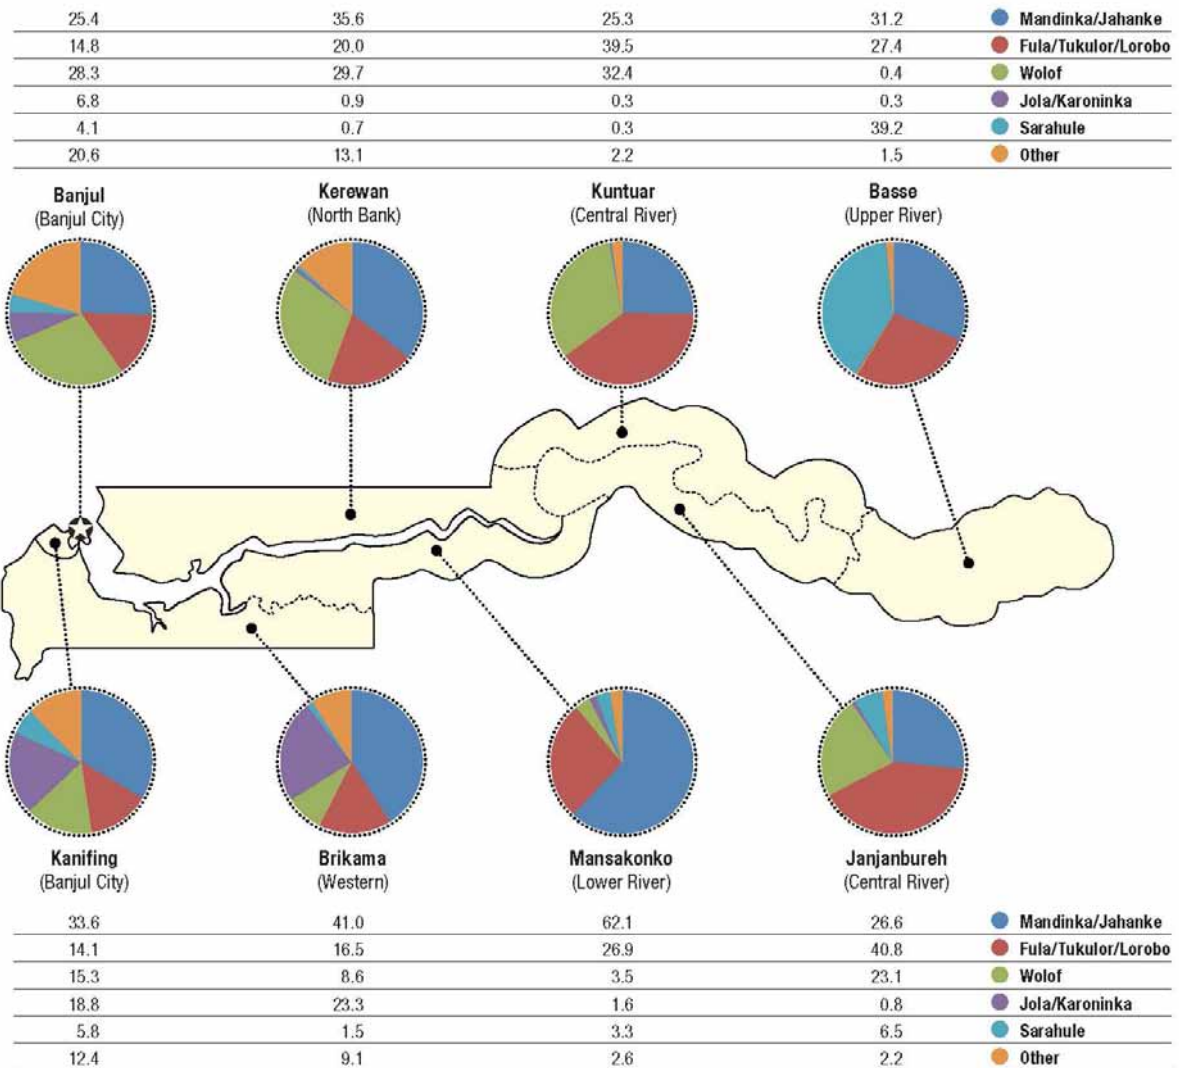 25.4 35.6 25.3 31.2 Mandinka/Jahanke
14.8 20.0 39.5 27.4 Fula/Tukulor/Lorobo
28.3 29.7 32.4 0.4 Wolof
6.8 0.9 0.3 0.3 Jola/Karoninka
4.1 0.7 0.3 39.2 Sarahule
20.6 13.1 2.2 1.5 Other
Banjul Kerewan Kuntuar Basse
(Banjul City) (North Bank) (Central River) (Upper River)
Kanifing Brikama Mansakonko Janjanbureh
(Banjul City) (Western) (Lower River) (Central River)
33.6 41.0 62.1 26.6 Mandinka/Jahanke
14.1 16.5 26.9 40.8 Fula/Tukulor/Lorobo
15.3 8.6 3.5 23.1 Wolof
18.8 23.3 1.6 0.8 Jola/Karoninka
5.8 1.5 3.3 6.5 Sarahule
12.4 9.1 2.6 2.2 Other